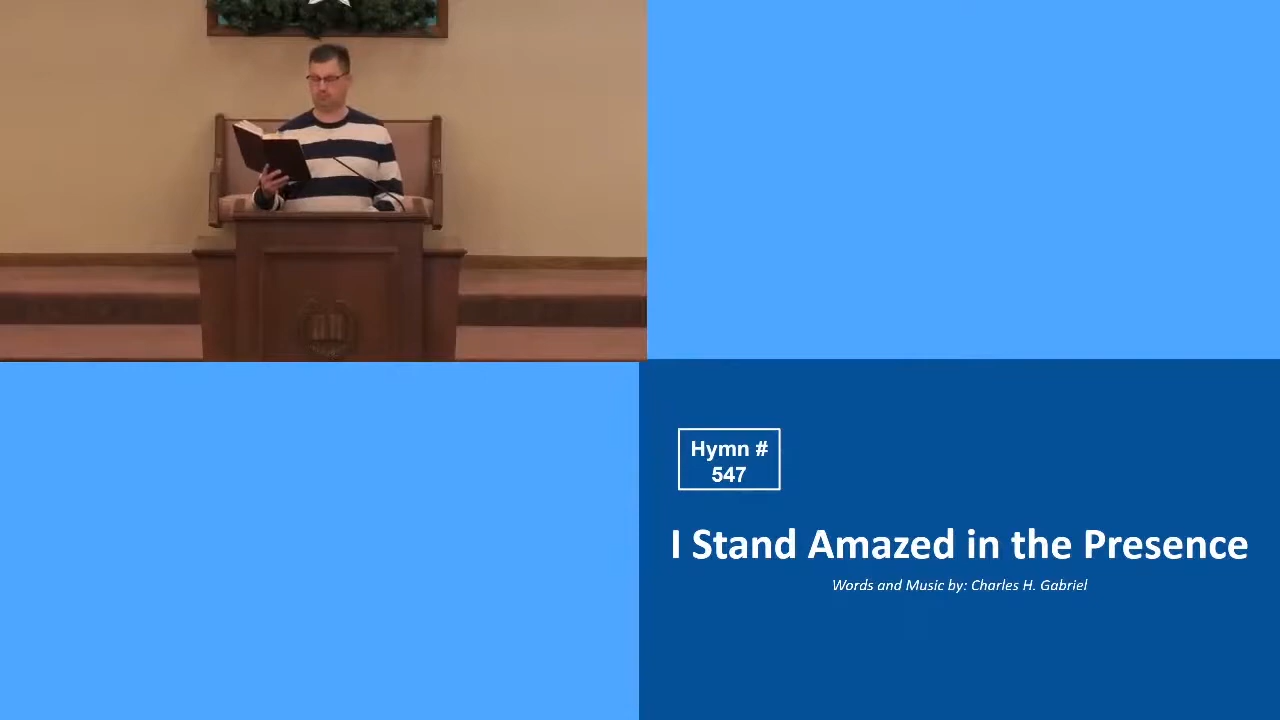 Hymn #
547
I Stand Amazed in the Presence
Words and Music by: Charles H. Gabriel